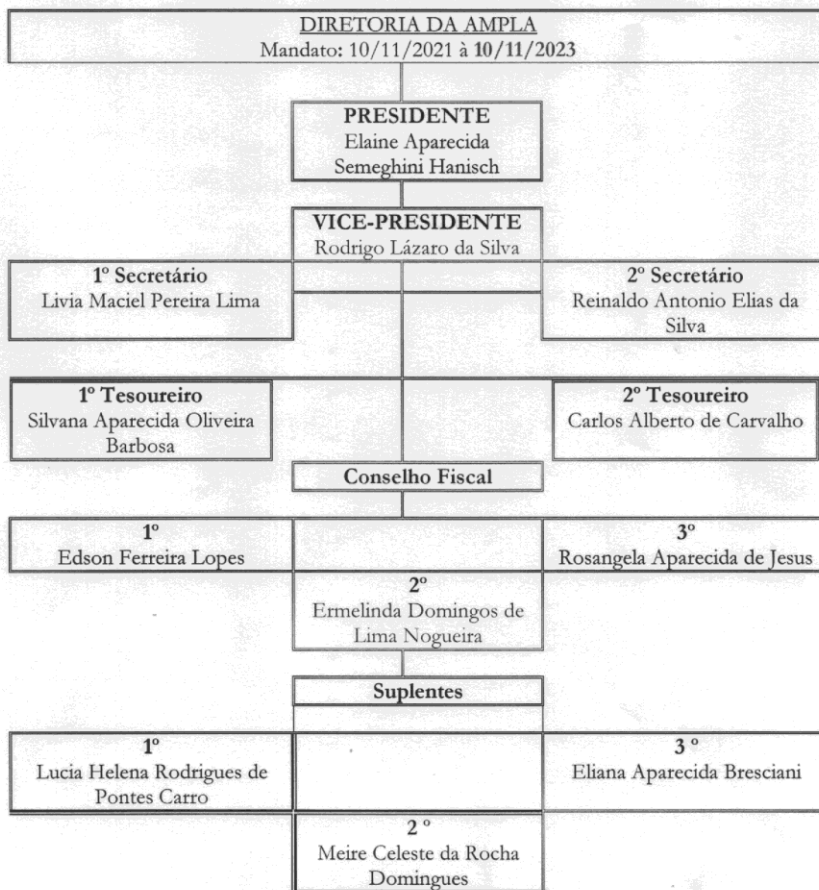 DIRETORIA DA AMPLA
Mandato: 10/11/2021 à 10/11/2023
PRESIDENTE
Elaine Aparecida
Semeghini Hanisch
VICE-PRESIDENTE
Rodrigo Lázaro da Silva
1º Secretário
Livia Maciel Pereira Lima
2º Secretário
Reinaldo Antonio Elias da
Silva
1º Tesoureiro
Silvana Aparecida Oliveira
Barbosa
2º Tesoureiro
Carlos Alberto de Carvalho
Conselho Fiscal
1º
Edson Ferreira Lopes
3º
Rosangela Aparecida de Jesus
2º
Ermelinda Domingos de
Lima Nogueira
Suplentes
1º
Lucia Helena Rodrigues de
Pontes Carro
3 º
Eliana Aparecida Bresciani
2 º
Meire Celeste da Rocha
Domingues